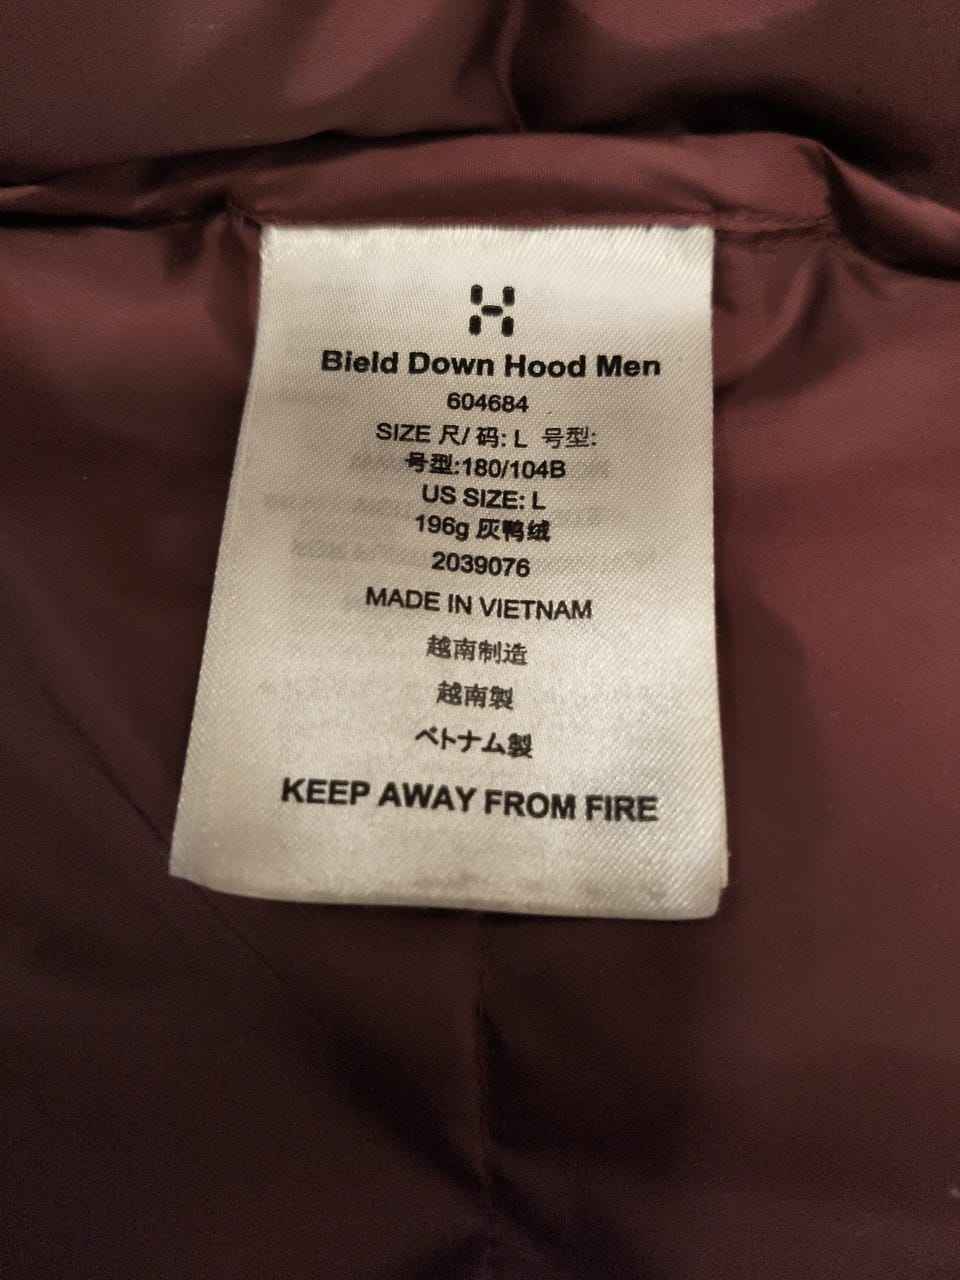 Bield Down Hood Men
604684
SIZE 尺/ 码: L 号型:
号型:180/104B
US SIZE: L
196g 灰鸭绒
2039076
MADE IN VIETNAM
越南制造
越南製
ベトナム製
KEEP AWAY FROM FIRE